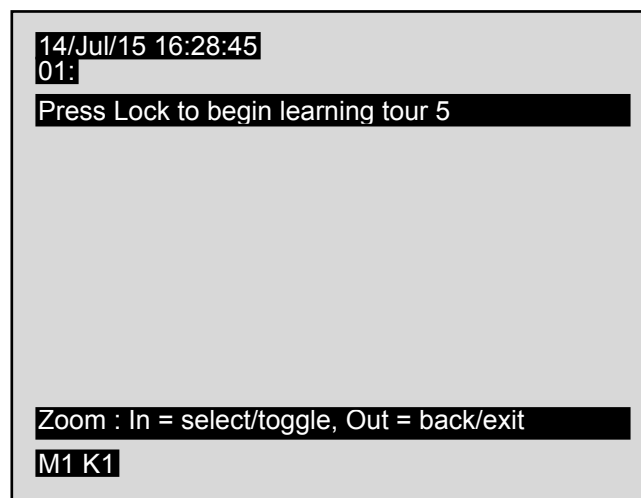 14/Jul/15 16:28:45
01:
Press Lock to begin learning tour 5
Zoom : In = select/toggle, Out = back/exit
M1 K1